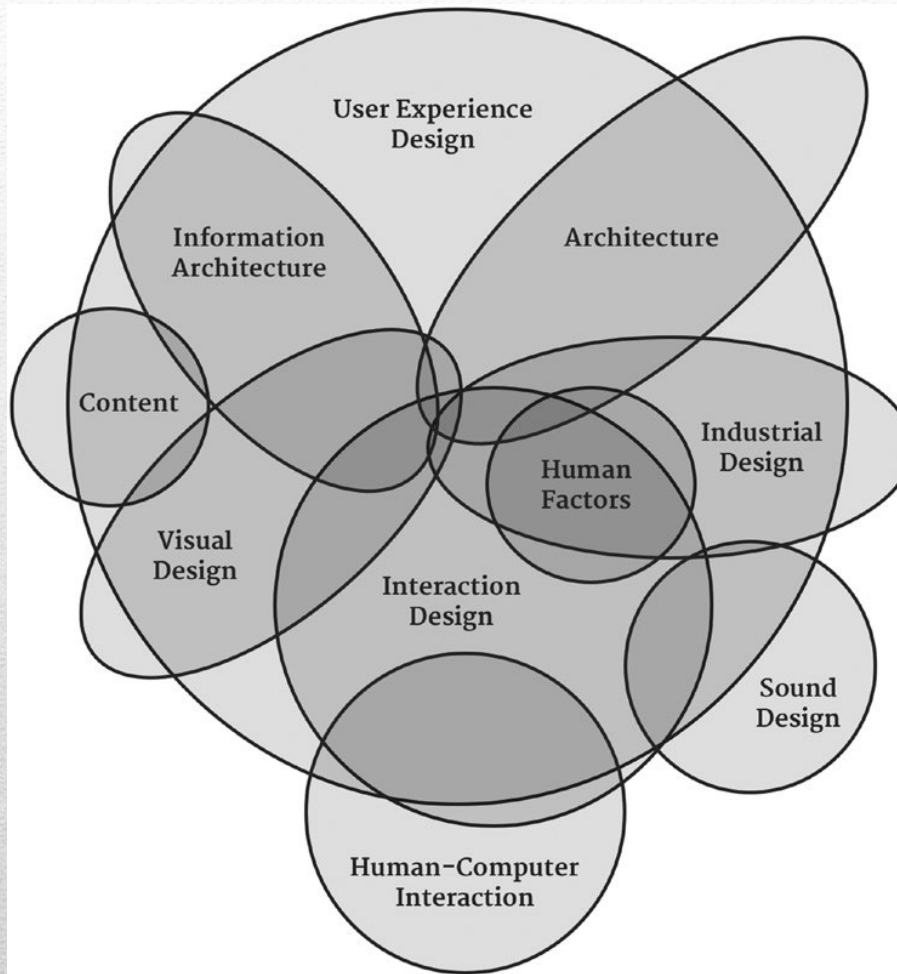 User Experience
Design
Information
Architecture
Architecture
Content
Industrial
Design
Human
Factors
Visual
Design
Interaction
Design
Sound
Design
Human-Computer
Interaction